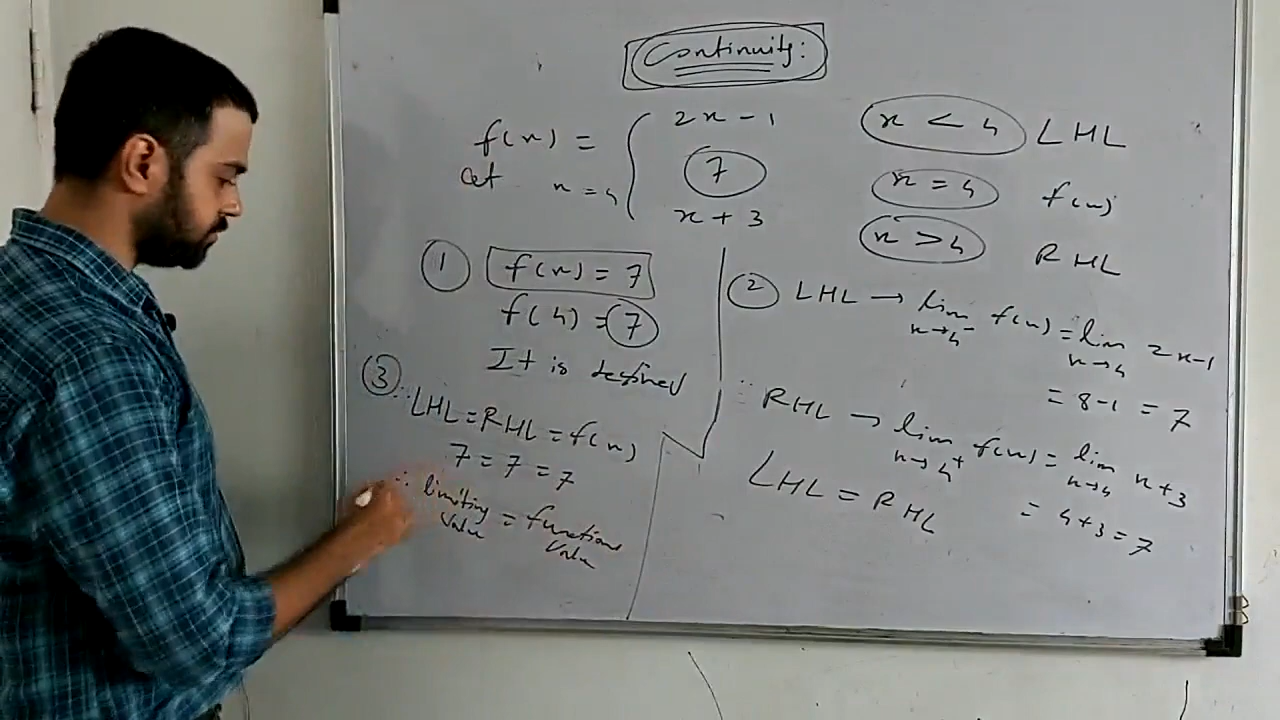 Continuity:
f(x) = { 2x - 1 x < 4 LHL
at x = 4 7 x = 4 f(x)
x + 3 x > 4 RHL
① f(x) = 7
f(4) = 7
It is defined
② LHL → lim x→4⁻ f(x) = lim x→4 2x-1
= 8-1 = 7
∴ RHL → lim x→4⁺ f(x) = lim x→4 x+3
= 4+3 = 7
LHL = RHL
③ ∴ LHL = RHL = f(x)
7 = 7 = 7
∴ limiting value = function value